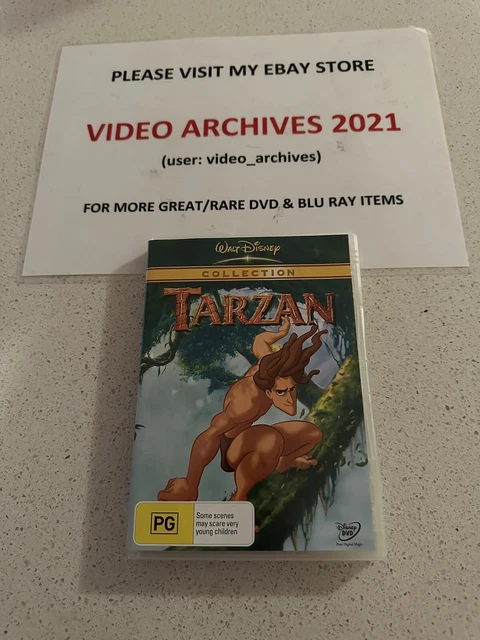 PLEASE VISIT MY EBAY STORE
VIDEO ARCHIVES 2021
(user: video_archives)
FOR MORE GREAT/RARE DVD & BLU RAY ITEMS
WALT DISNEY
COLLECTION
TARZAN
PG
Some scenes
may scare very
young children
Disney
DVD